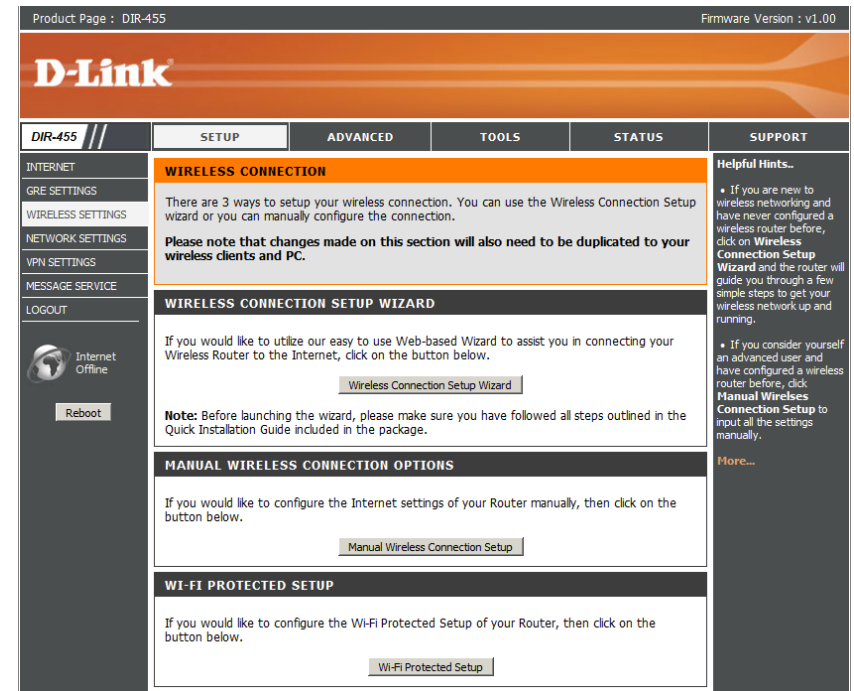 Product Page : DIR-455
Firmware Version : v1.00
D-Link
DIR-455
SETUP
ADVANCED
TOOLS
STATUS
SUPPORT
INTERNET
GRE SETTINGS
WIRELESS SETTINGS
NETWORK SETTINGS
VPN SETTINGS
MESSAGE SERVICE
LOGOUT
Internet
Offline
Reboot
WIRELESS CONNECTION
There are 3 ways to setup your wireless connection. You can use the Wireless Connection Setup
wizard or you can manually configure the connection.
Please note that changes made on this section will also need to be duplicated to your
wireless clients and PC.
WIRELESS CONNECTION SETUP WIZARD
If you would like to utilize our easy to use Web-based Wizard to assist you in connecting your
Wireless Router to the Internet, click on the button below.
Wireless Connection Setup Wizard
Note: Before launching the wizard, please make sure you have followed all steps outlined in the
Quick Installation Guide included in the package.
MANUAL WIRELESS CONNECTION OPTIONS
If you would like to configure the Internet settings of your Router manually, then click on the
button below.
Manual Wireless Connection Setup
WI-FI PROTECTED SETUP
If you would like to configure the Wi-Fi Protected Setup of your Router, then click on the
button below.
Wi-Fi Protected Setup
Helpful Hints..
• If you are new to
wireless networking and
have never configured a
wireless router before,
click on Wireless
Connection Setup
Wizard and the router will
guide you through a few
simple steps to get your
wireless network up and
running.
• If you consider yourself
an advanced user and
have configured a wireless
router before, click
Manual Wirelses
Connection Setup to
input all the settings
manually.
More...